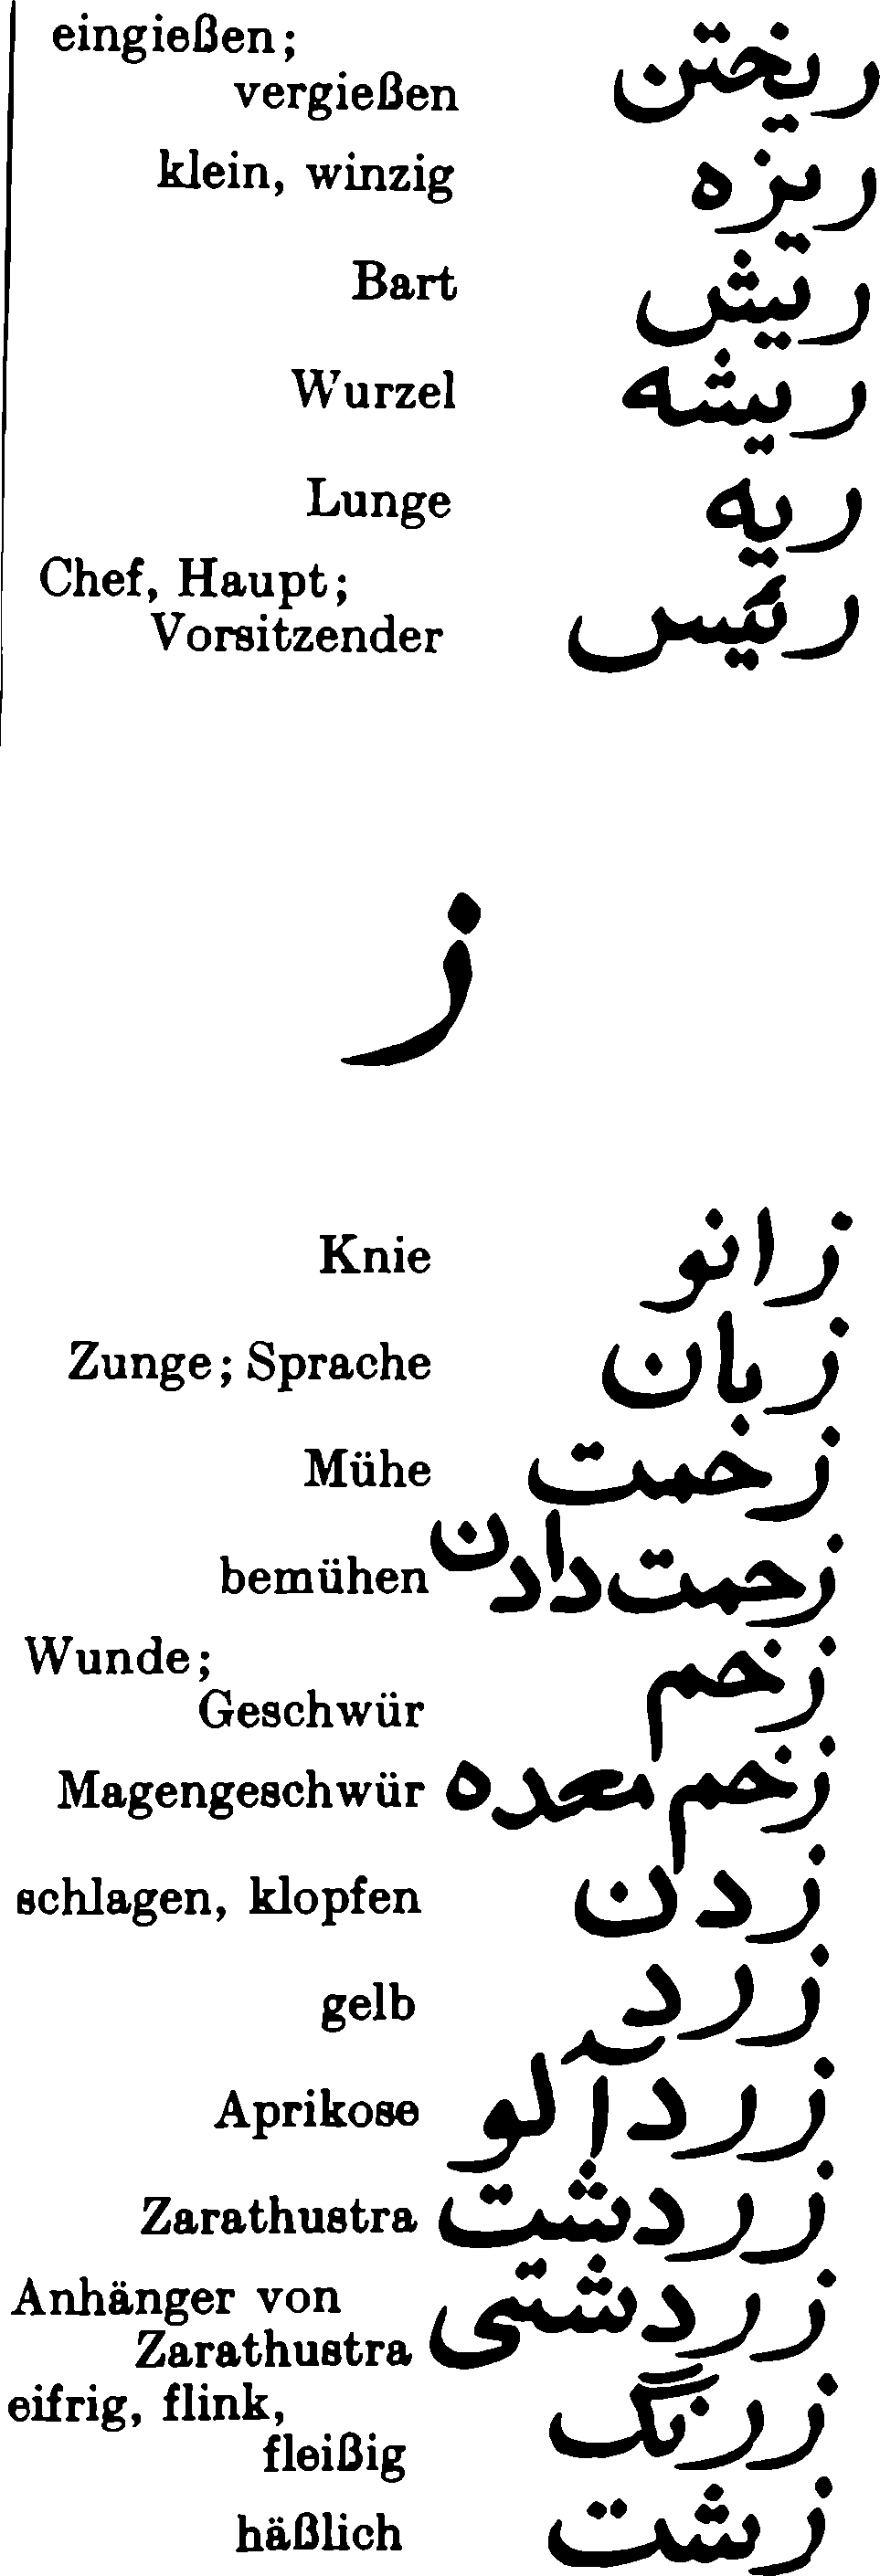 eingießen;
vergießen ریختن
klein, winzig ریزه
Bart ریش
Wurzel ریشه
Lunge ریه
Chef, Haupt;
Vorsitzender رئیس
ز
Knie زانو
Zunge; Sprache زبان
Mühe زحمت
bemühen زحمت دادن
Wunde;
Geschwür زخم
Magengeschwür زخم معده
schlagen, klopfen زدن
gelb زرد
Aprikose زردآلو
Zarathustra زردشت
Anhänger von
Zarathustra زردشتی
eifrig, flink,
fleißig زرنگ
häßlich زشت